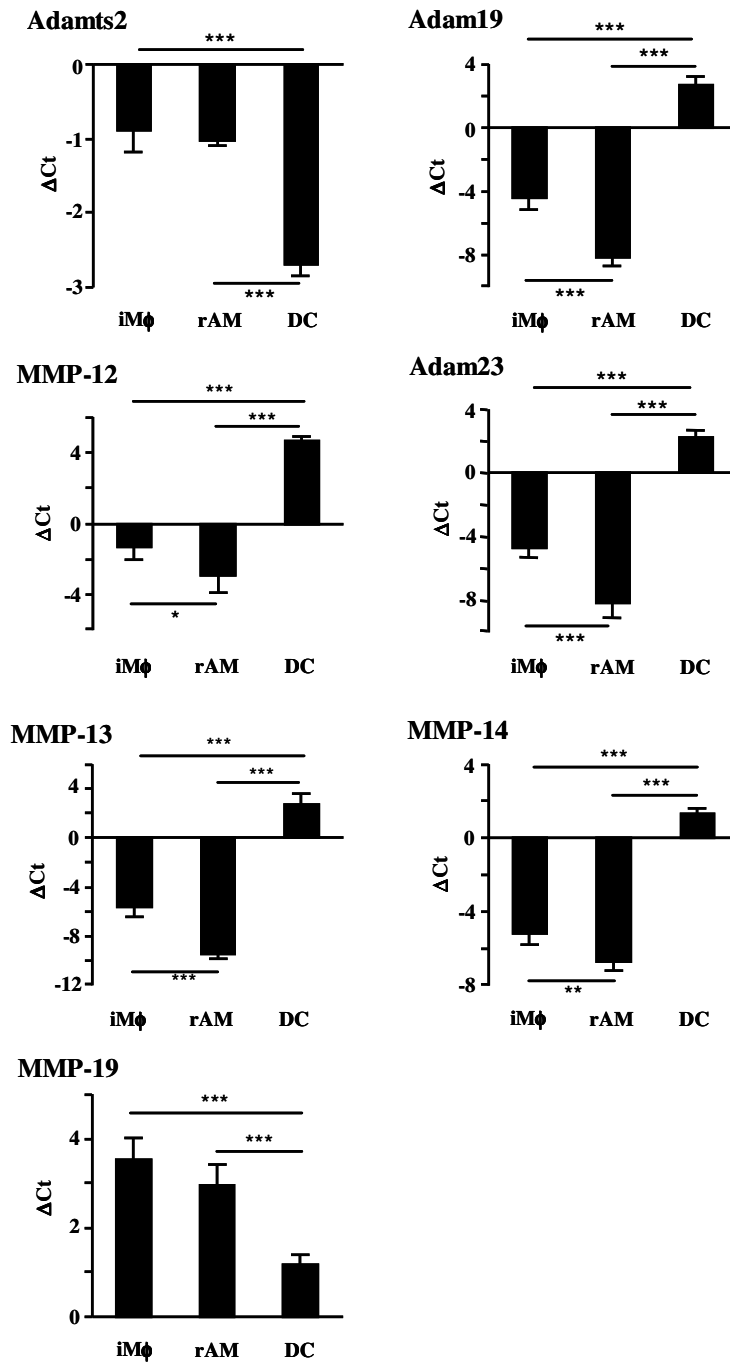 Adamts2
***
0
-1
-2
-3
ΔCt
***
iMϕ rAM DC
Adam19
***
***
4
0
-4
-8
ΔCt
***
iMϕ rAM DC
MMP-12
***
***
4
0
-4
ΔCt
*
iMϕ rAM DC
Adam23
***
***
4
0
-4
-8
ΔCt
***
iMϕ rAM DC
MMP-13
***
***
4
0
-4
-8
-12
ΔCt
***
iMϕ rAM DC
MMP-14
***
***
4
0
-4
-8
ΔCt
**
iMϕ rAM DC
MMP-19
***
***
4
2
0
ΔCt
iMϕ rAM DC